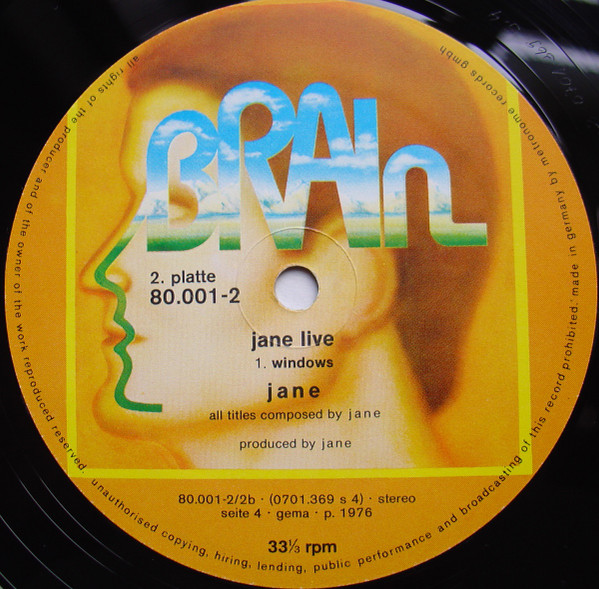 BRAIn
2. platte
80.001-2
jane live
1. windows
jane
all titles composed by jane
produced by jane
80.001-2/2b · (0701.369 s 4) · stereo
seite 4 · gema · p. 1976
33⅓ rpm
all rights of the producer and of the owner of the work reproduced reserved. unauthorised copying, hiring, lending, public performance and broadcasting of this record prohibited. made in germany by metronome records gmbh